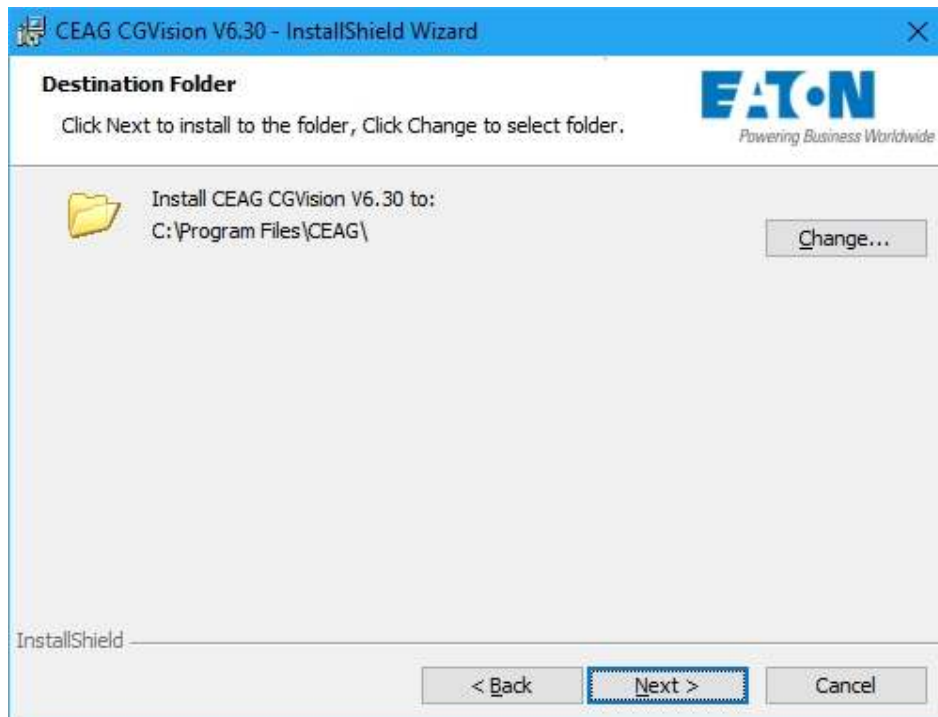 CEAG CGVision V6.30 - InstallShield Wizard
Destination Folder
Click Next to install to the folder, Click Change to select folder.
EATON
Powering Business Worldwide
Install CEAG CGVision V6.30 to:
C:\Program Files\CEAG\
Change...
InstallShield
< Back
Next >
Cancel